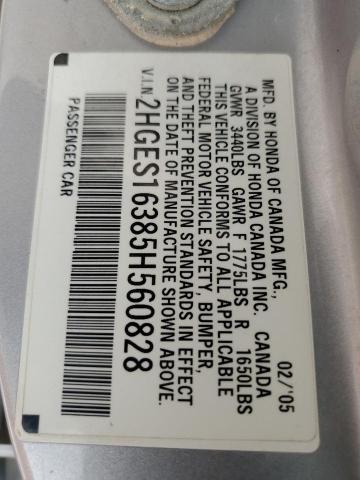 MFD. BY HONDA OF CANADA MFG.,
A DIVISION OF HONDA CANADA INC. CANADA 02/'05
GVWR 3440LBS GAWR F 1775LBS R 1650LBS
THIS VEHICLE CONFORMS TO ALL APPLICABLE
FEDERAL MOTOR VEHICLE SAFETY, BUMPER,
AND THEFT PREVENTION STANDARDS IN EFFECT
ON THE DATE OF MANUFACTURE SHOWN ABOVE.
V.I.N. 2HGES16385H560828
PASSENGER CAR